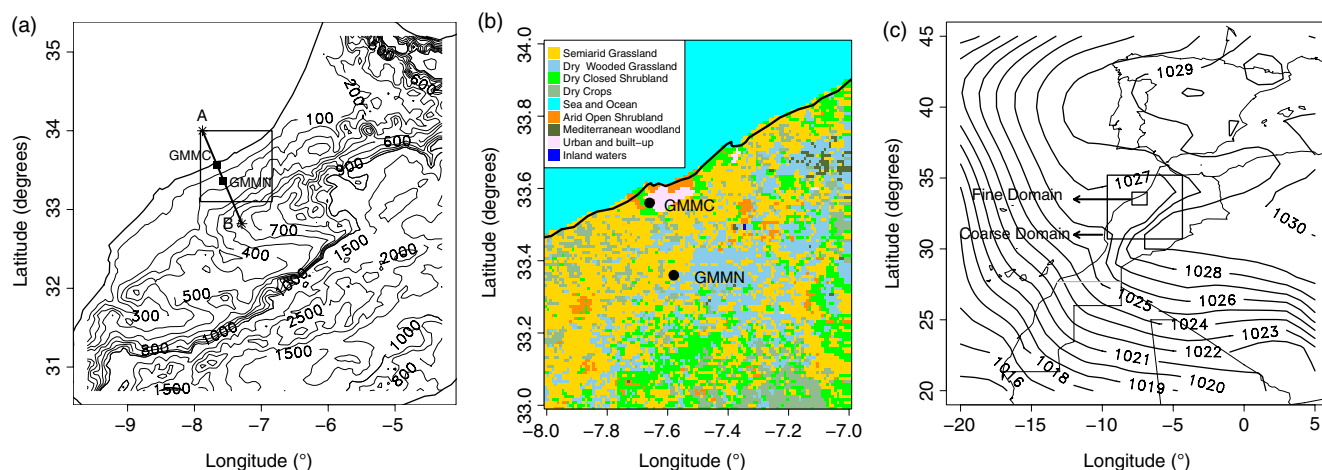 (a)
35
34
33
32
31
Latitude (degrees)
A
GMMC
GMMN
B
200
600
100
600
900
700
400
1500
2000
1000
500
2500
300
1000
800
1500
1000
800
1500
−9
−8
−7
−6
−5
Longitude (°)
(b)
34.0
33.8
33.6
33.4
33.2
33.0
Latitude (degrees)
Semiarid Grassland
Dry Wooded Grassland
Dry Closed Shrubland
Dry Crops
Sea and Ocean
Arid Open Shrubland
Mediterranean woodland
Urban and built−up
Inland waters
GMMC
GMMN
−8.0
−7.8
−7.6
−7.4
−7.2
−7.0
Longitude (°)
(c)
45
40
35
30
25
20
Latitude (degrees)
1029
1027
Fine Domain
Coarse Domain
1030
1028
1025
1026
1024
1023
1022
1021
1020
1019
1018
1016
−20
−15
−10
−5
0
5
Longitude (°)